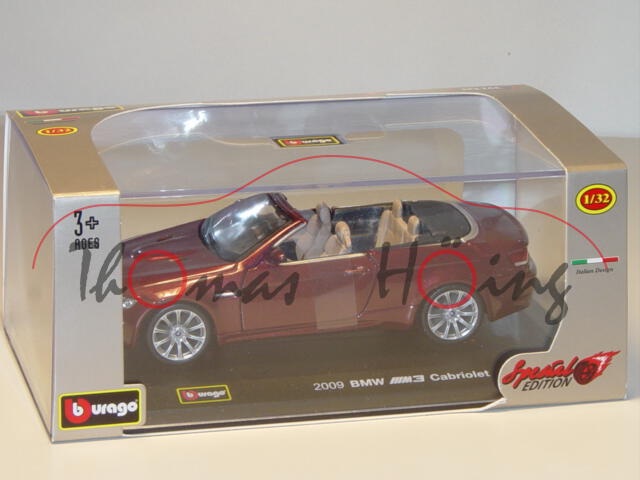 burago
1/32
burago
3+
AGES
1/32
Italian Design
Thomas Höing
2009 BMW M3 Cabriolet
burago
burago
Special
EDITION